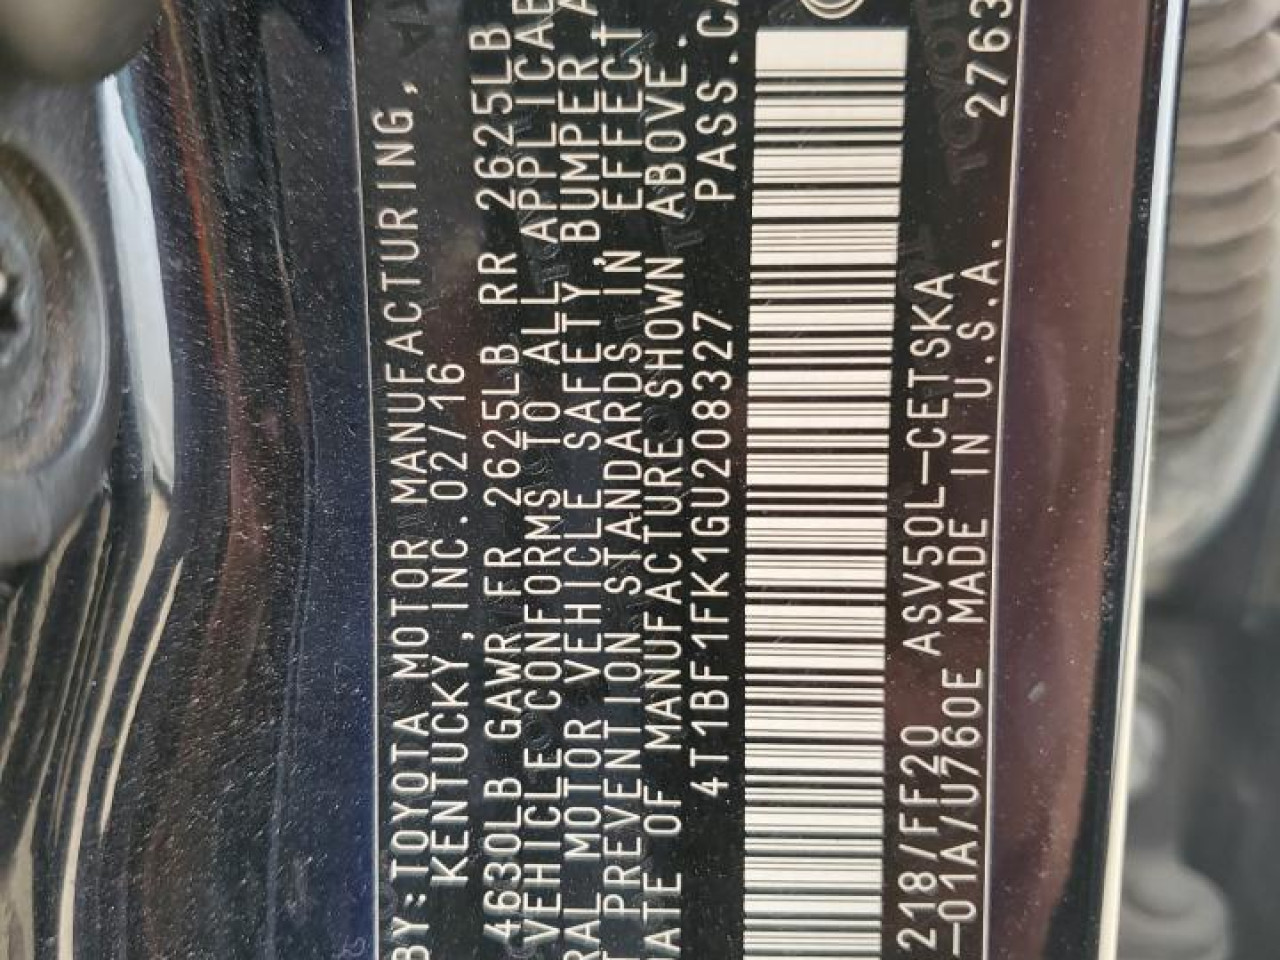 BY:TOYOTA MOTOR MANUFACTURING,
KENTUCKY,INC.02/16
4630LB GAWR FR 2625LB RR 2625LB
VEHICLE CONFORMS TO ALL APPLICAB
RAL MOTOR VEHICLE SAFETY, BUMPER A
T PREVENTION STANDARDS IN EFFECT
ATE OF MANUFACTURE SHOWN ABOVE.
4T1BF1FK1GU208327 PASS.CA
218/FF20 ASV50L-CETSKA
-01A/U760E MADE IN U.S.A. 2763